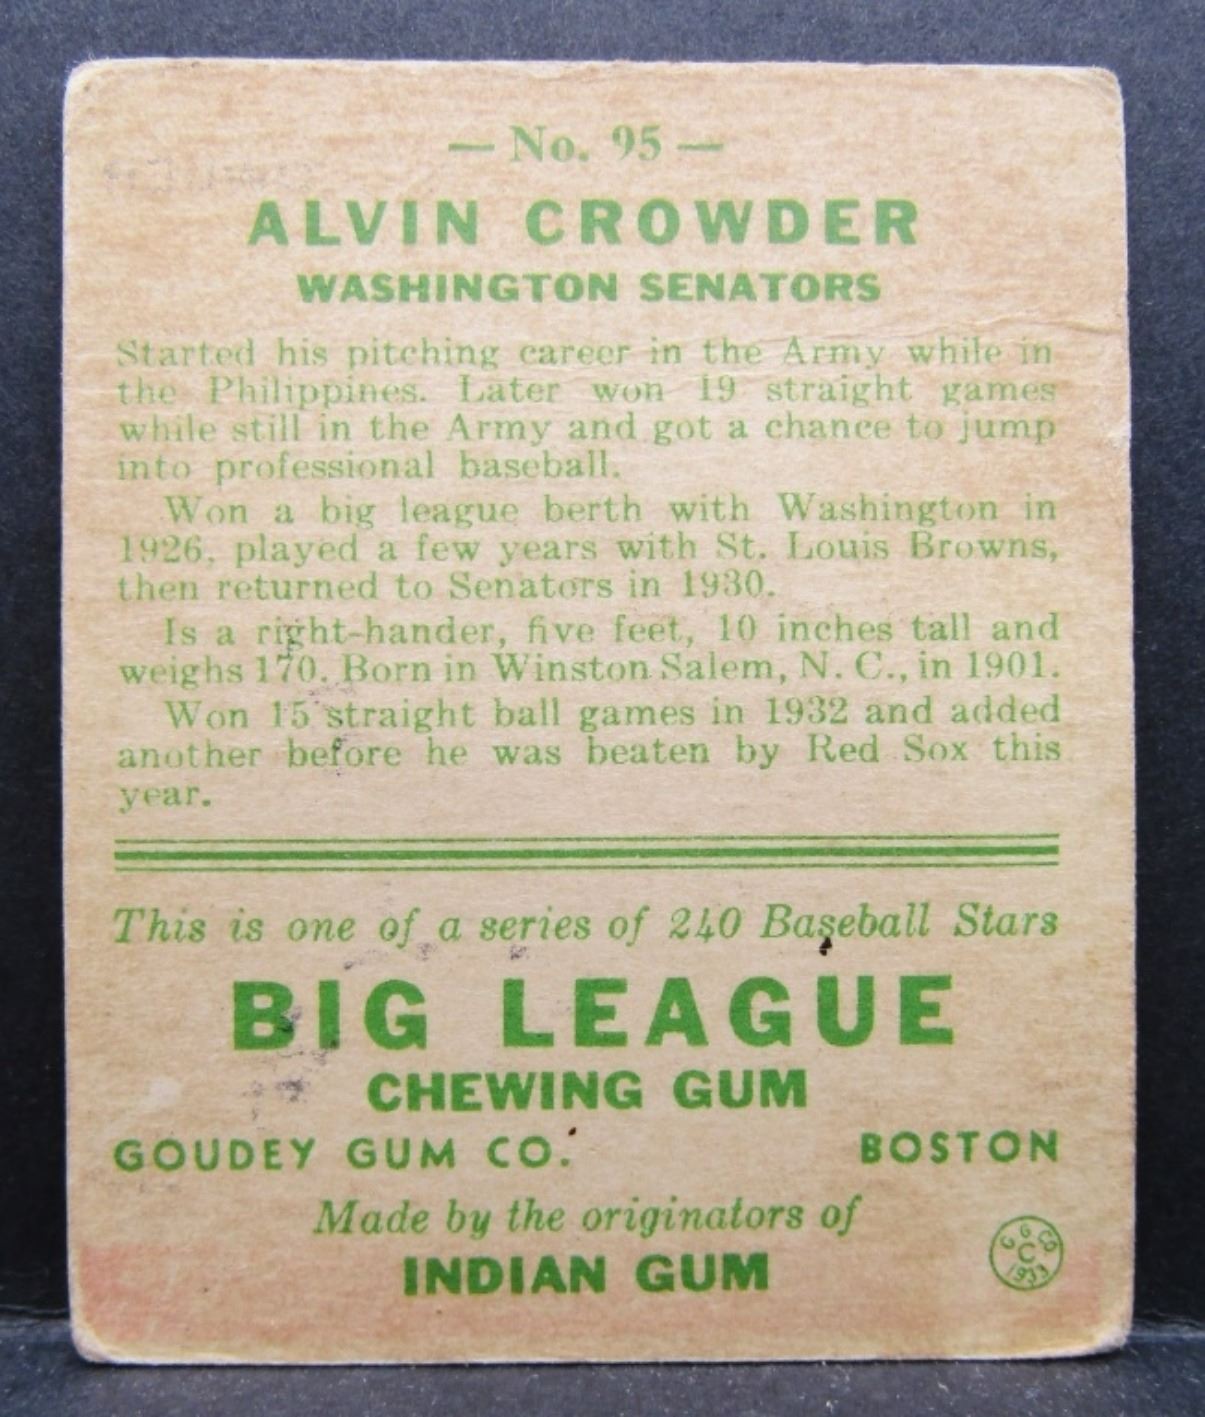 — No. 95 —
ALVIN CROWDER
WASHINGTON SENATORS
Started his pitching career in the Army while in
the Philippines. Later won 19 straight games
while still in the Army and got a chance to jump
into professional baseball.
Won a big league berth with Washington in
1926, played a few years with St. Louis Browns,
then returned to Senators in 1930.
Is a right-hander, five feet, 10 inches tall and
weighs 170. Born in Winston Salem, N. C., in 1901.
Won 15 straight ball games in 1932 and added
another before he was beaten by Red Sox this
year.
This is one of a series of 240 Baseball Stars
BIG LEAGUE
CHEWING GUM
GOUDEY GUM CO. BOSTON
Made by the originators of
INDIAN GUM
G. G. CO
C
1933